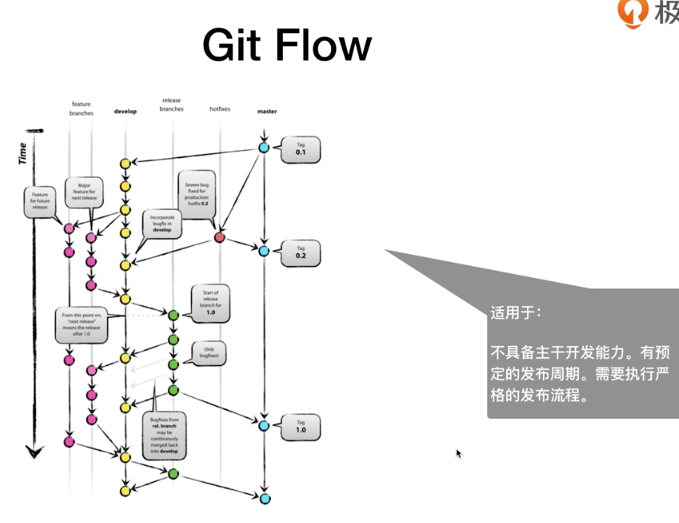 极
Git Flow
feature
branches
develop
release
branches
hotfixes
master
Time
Tag
0.1
Feature
for future
release
Major
feature for
next release
Severe bug
fixed for
production:
hotfix 0.2
Incorporate
bugfix in
develop
Tag
0.2
Start of
release
branch for
1.0
From this point on,
"next release"
means the release
after 1.0
Only
bugfixes!
Bugfixes from
rel. branch
may be
continuously
merged back
into develop
Tag
1.0
适用于：
不具备主干开发能力。有预
定的发布周期。需要执行严
格的发布流程。